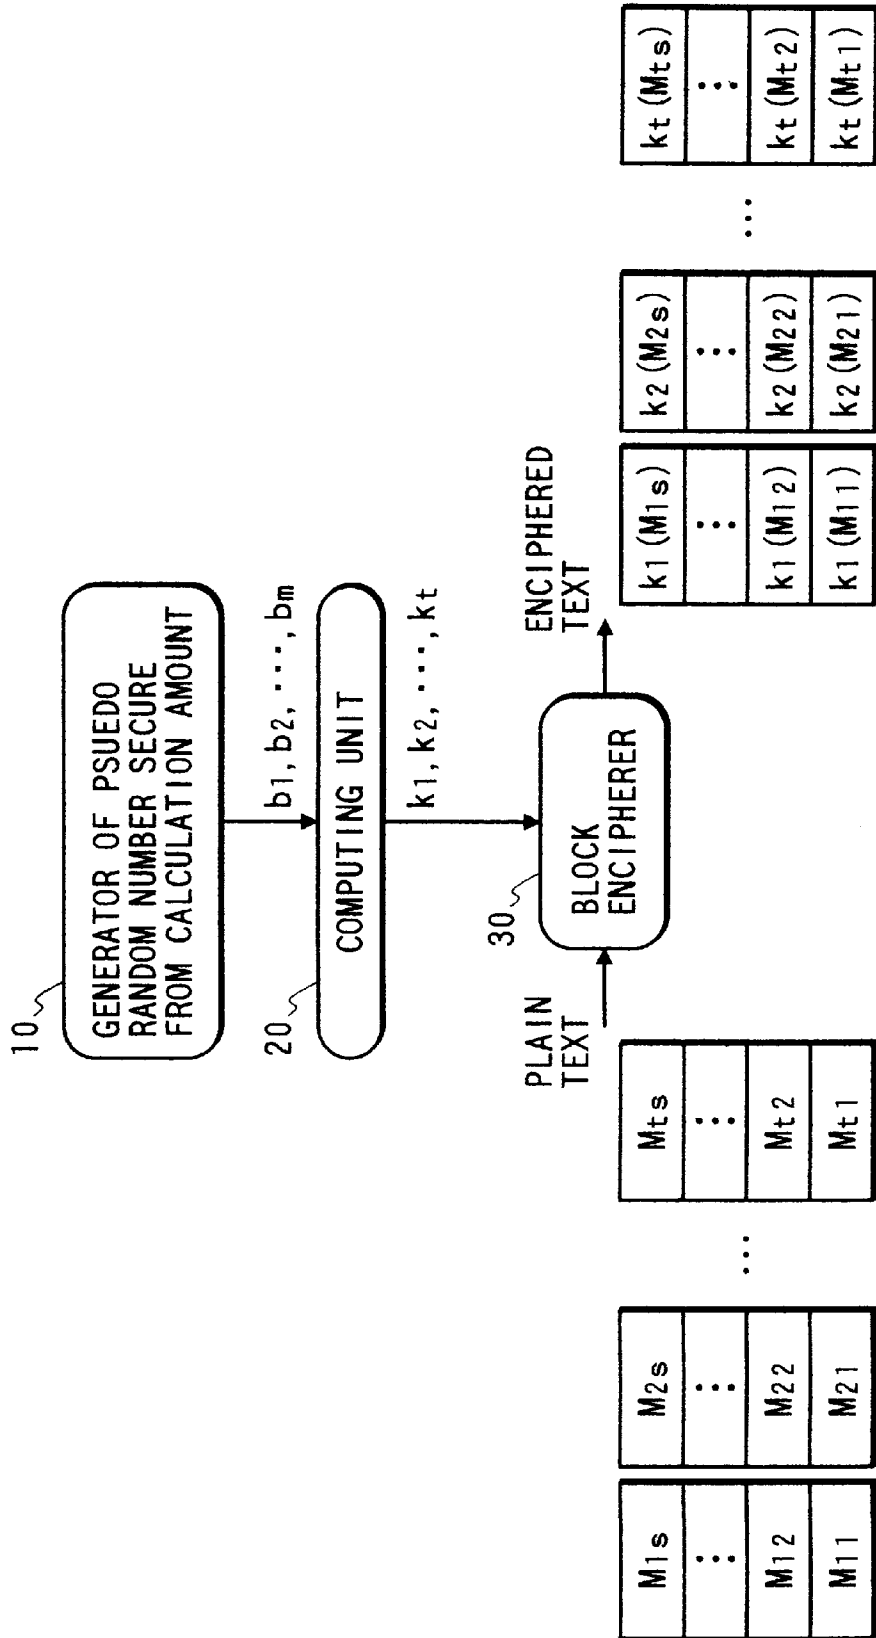 10
GENERATOR OF PSUEDO
RANDOM NUMBER SECURE
FROM CALCULATION AMOUNT
b1, b2, ···, bm
20
COMPUTING UNIT
k1, k2, ···, kt
30
BLOCK
ENCIPHERER
PLAIN
TEXT
ENCIPHERED
TEXT
M1s
···
M12
M11
M2s
···
M22
M21
···
Mts
···
Mt2
Mt1
k1(M1s)
···
k1(M12)
k1(M11)
k2(M2s)
···
k2(M22)
k2(M21)
···
kt(Mts)
···
kt(Mt2)
kt(Mt1)